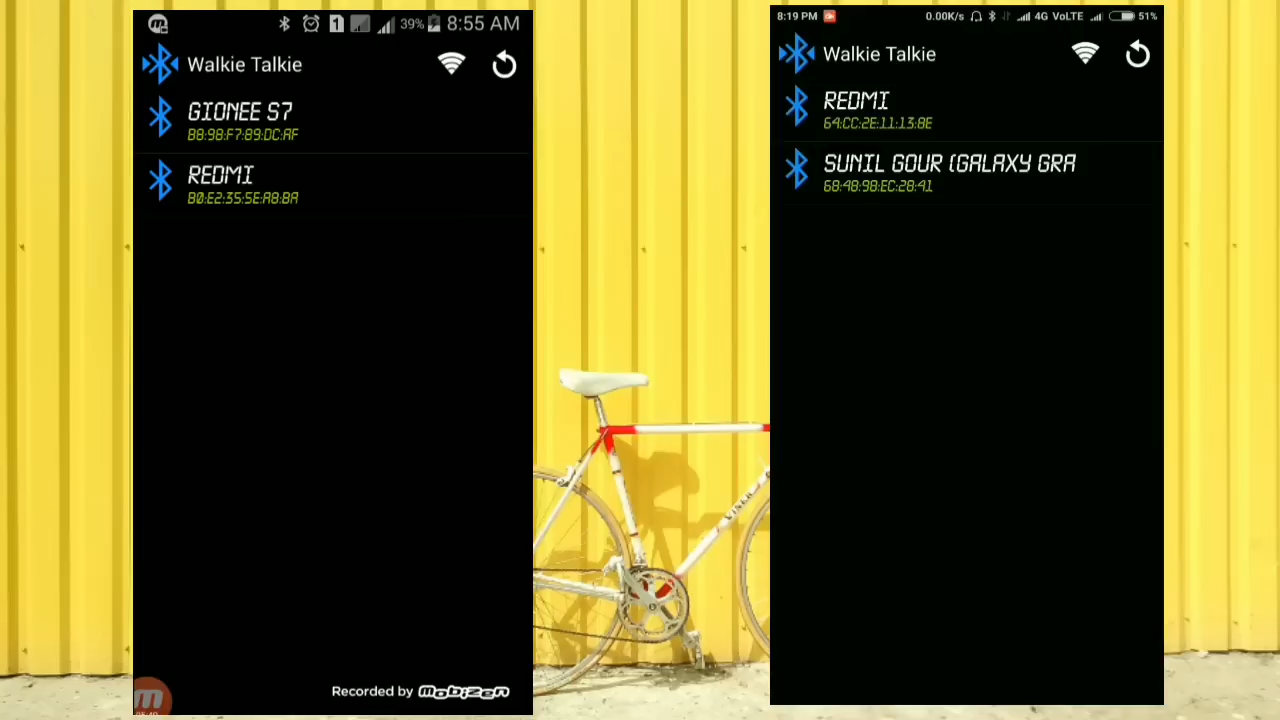 39% 8:55 AM
Walkie Talkie
GIONEE S7
B8:98:F7:89:DC:AF
REDMI
B0:E2:35:5E:A8:BA
Recorded by Mobizen
8:19 PM 0.00K/s 4G VoLTE 51%
Walkie Talkie
REDMI
64:CC:2E:11:13:8E
SUNIL GOUR (GALAXY GRA
68:48:98:EC:28:41
VINER